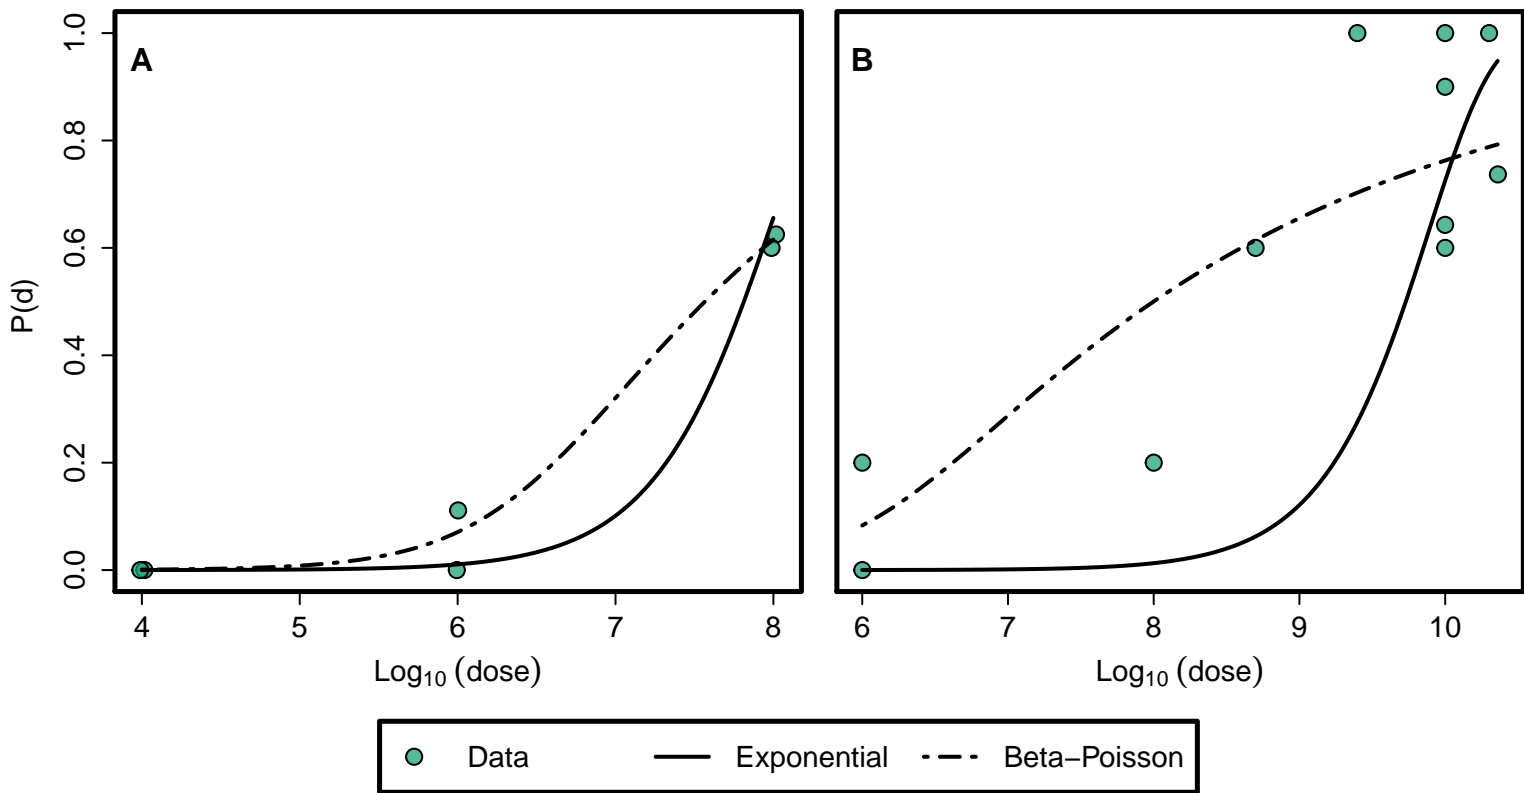 A
B
P(d)
0.0 0.2 0.4 0.6 0.8 1.0
4 5 6 7 8
6 7 8 9 10
Log10 (dose)
Log10 (dose)
Data Exponential Beta−Poisson